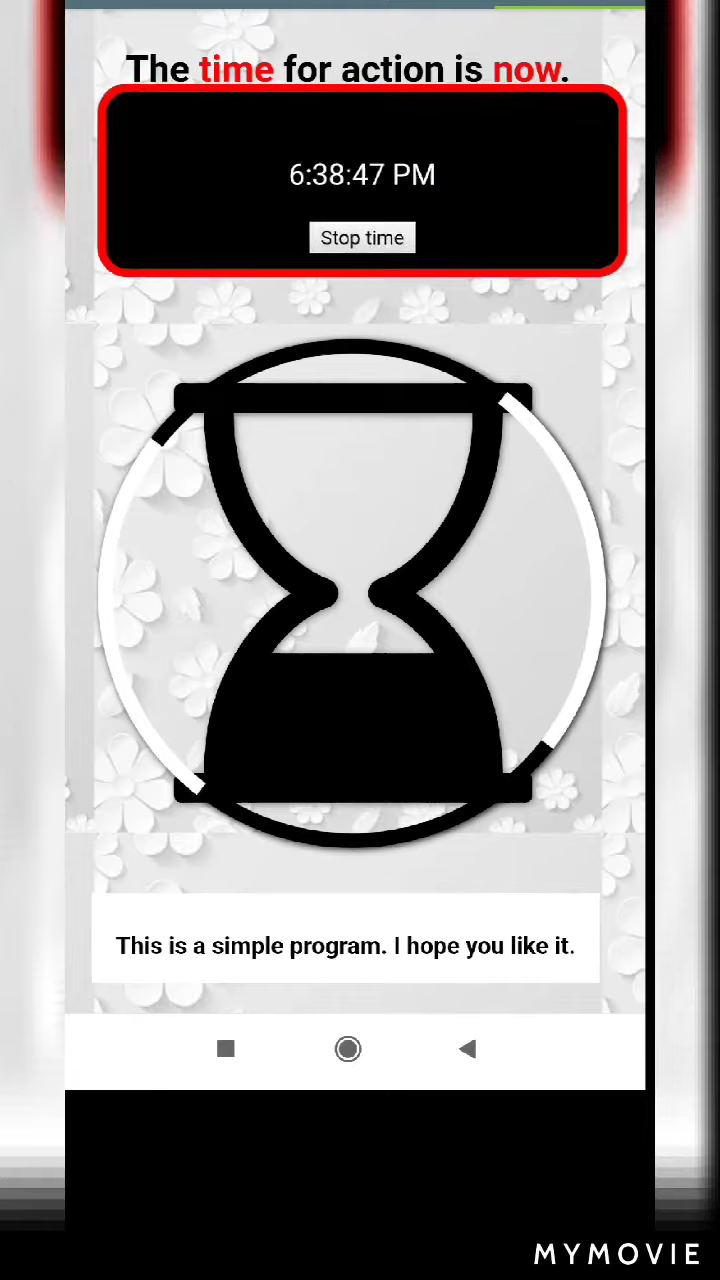 The time for action is now.
6:38:47 PM
Stop time
This is a simple program. I hope you like it.
MYMOVIE